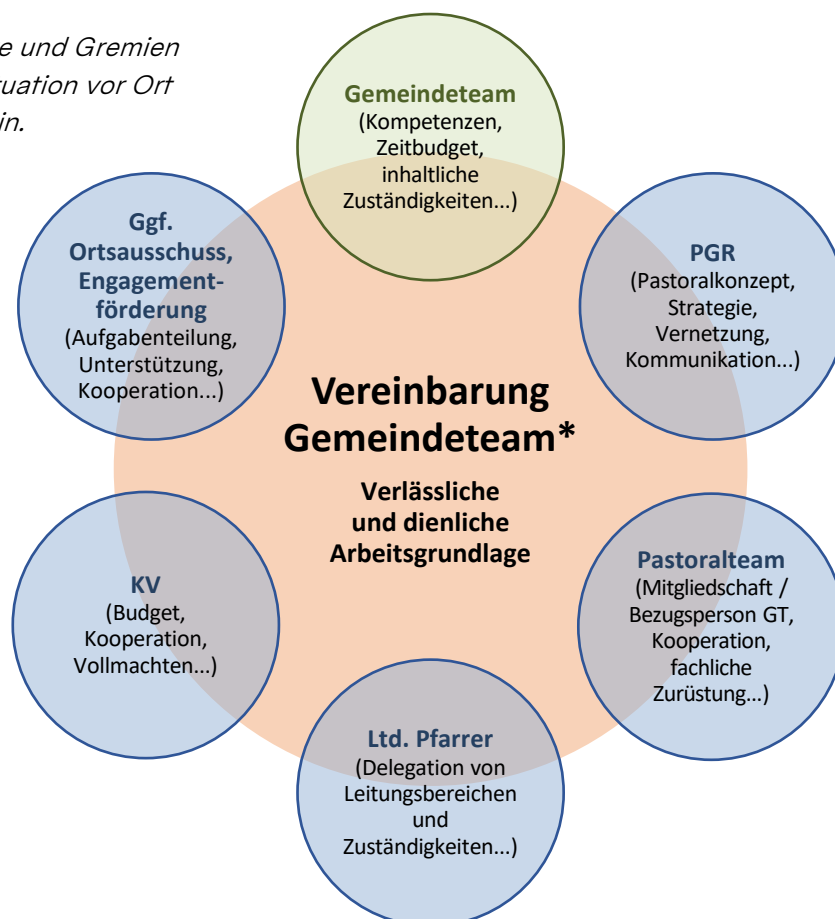 e und Gremien
tuation vor Ort
in.
Gemeindeteam
(Kompetenzen,
Zeitbudget,
inhaltliche
Zuständigkeiten...)
Ggf.
Ortsausschuss,
Engagement-
förderung
(Aufgabenteilung,
Unterstützung,
Kooperation...)
PGR
(Pastoralkonzept,
Strategie,
Vernetzung,
Kommunikation...)
Vereinbarung
Gemeindeteam*
Verlässliche
und dienliche
Arbeitsgrundlage
KV
(Budget,
Kooperation,
Vollmachten...)
Pastoralteam
(Mitgliedschaft /
Bezugsperson GT,
Kooperation,
fachliche
Zurüstung...)
Ltd. Pfarrer
(Delegation von
Leitungsbereichen
und
Zuständigkeiten...)